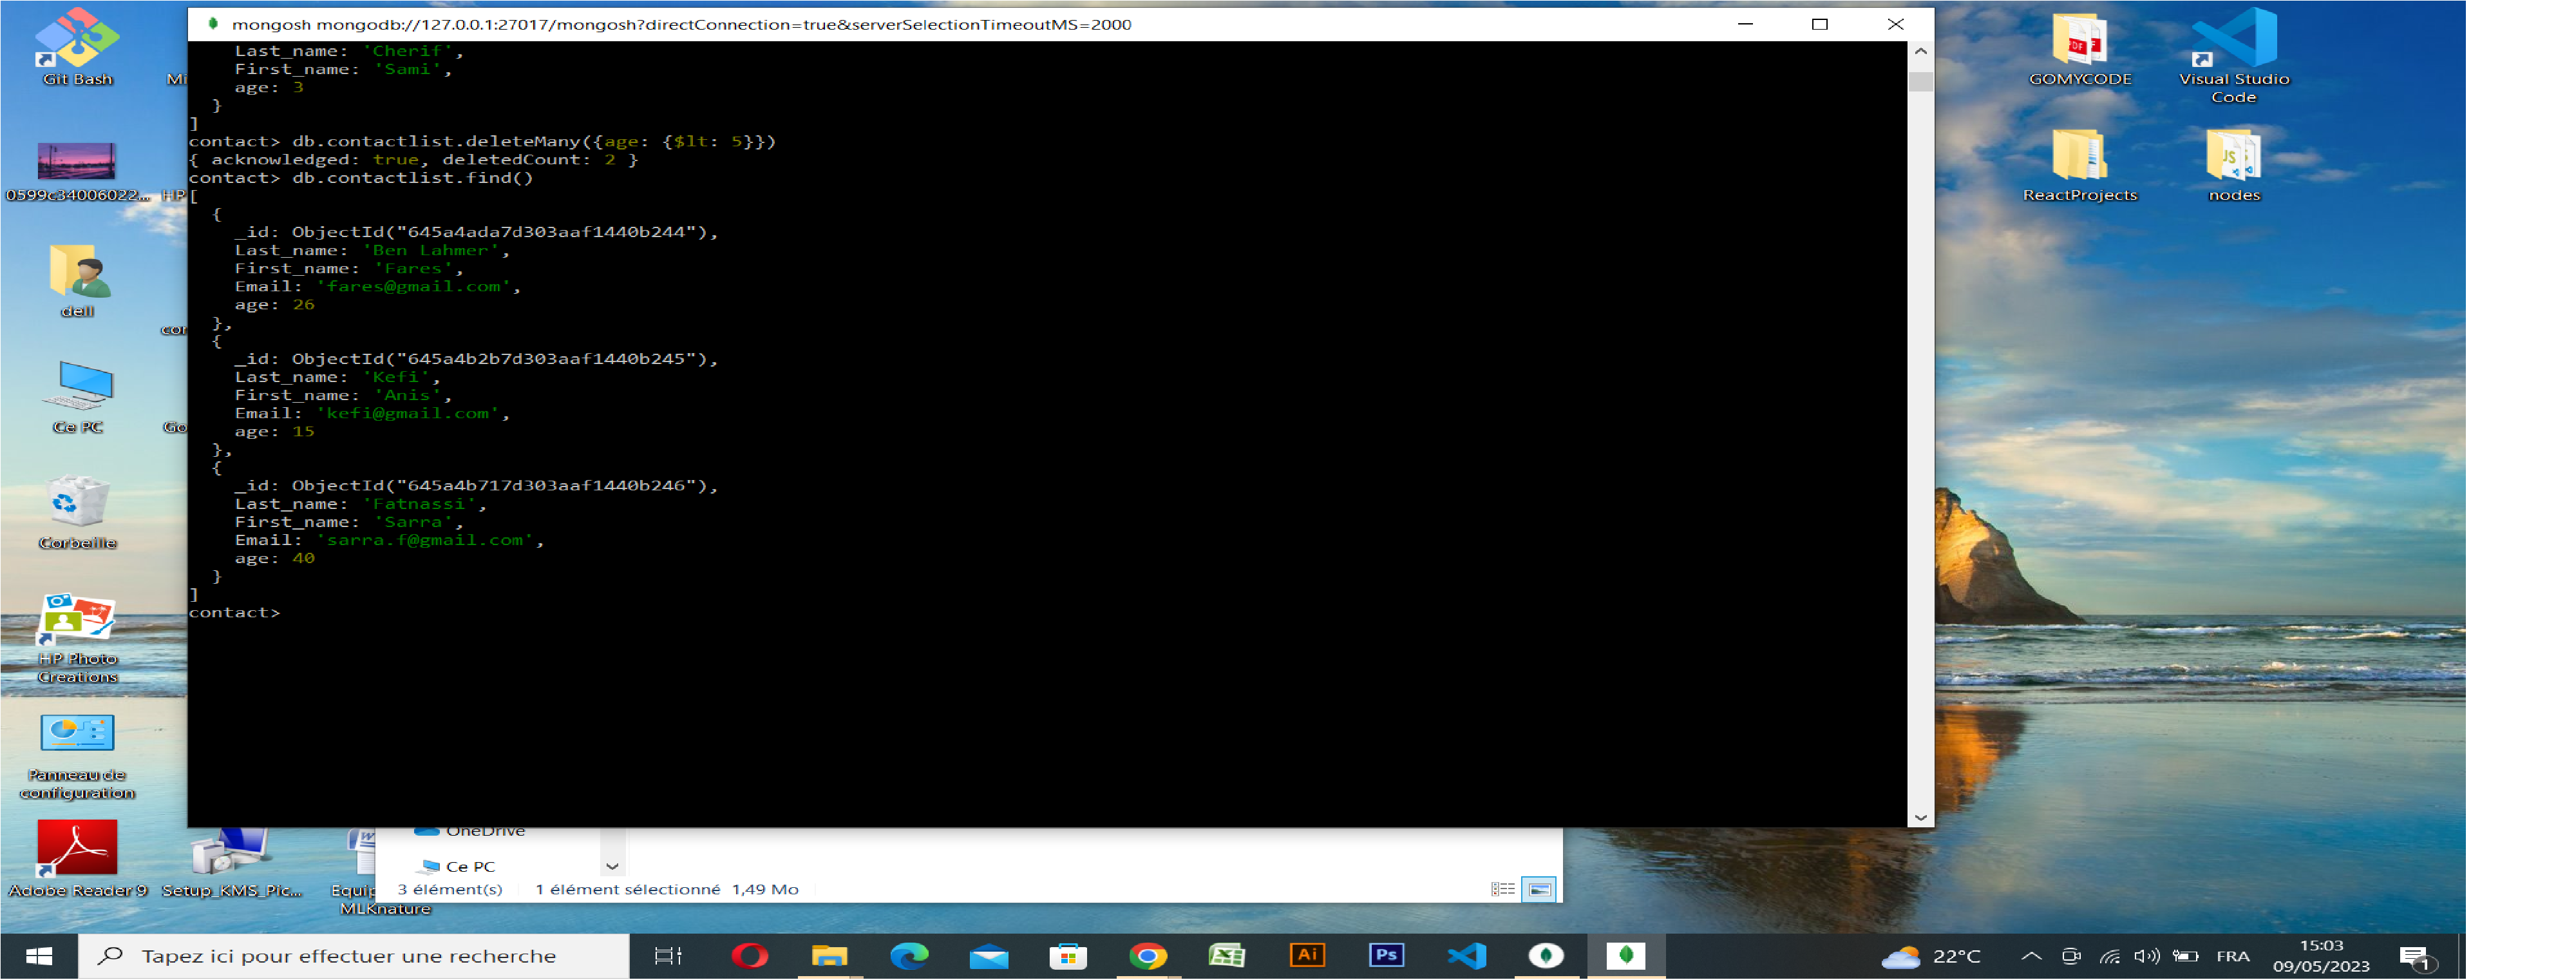 mongosh mongodb://127.0.0.1:27017/mongosh?directConnection=true&serverSelectionTimeoutMS=2000
    Last_name: 'Cherif',
    First_name: 'Sami',
    age: 3
  }
]
contact> db.contactlist.deleteMany({age: {$lt: 5}})
{ acknowledged: true, deletedCount: 2 }
contact> db.contactlist.find()
[
  {
    _id: ObjectId("645a4ada7d303aaf1440b244"),
    Last_name: 'Ben Lahmer',
    First_name: 'Fares',
    Email: 'fares@gmail.com',
    age: 26
  },
  {
    _id: ObjectId("645a4b2b7d303aaf1440b245"),
    Last_name: 'Kefi',
    First_name: 'Anis',
    Email: 'kefi@gmail.com',
    age: 15
  },
  {
    _id: ObjectId("645a4b717d303aaf1440b246"),
    Last_name: 'Fatnassi',
    First_name: 'Sarra',
    Email: 'sarra.f@gmail.com',
    age: 40
  }
]
contact>
Git Bash
Mi
0599c34006022...
HP
dell
cor
Ce PC
Go
Corbeille
HP Photo
Creations
Panneau de
configuration
Adobe Reader 9
Setup_KMS_Pic...
Equip
MLKnature
GOMYCODE
Visual Studio
Code
ReactProjects
JS
nodes
PDF
OneDrive
Ce PC
3 élément(s)
1 élément sélectionné 1,49 Mo
Tapez ici pour effectuer une recherche
Ai
Ps
22°C
FRA
15:03
09/05/2023
1